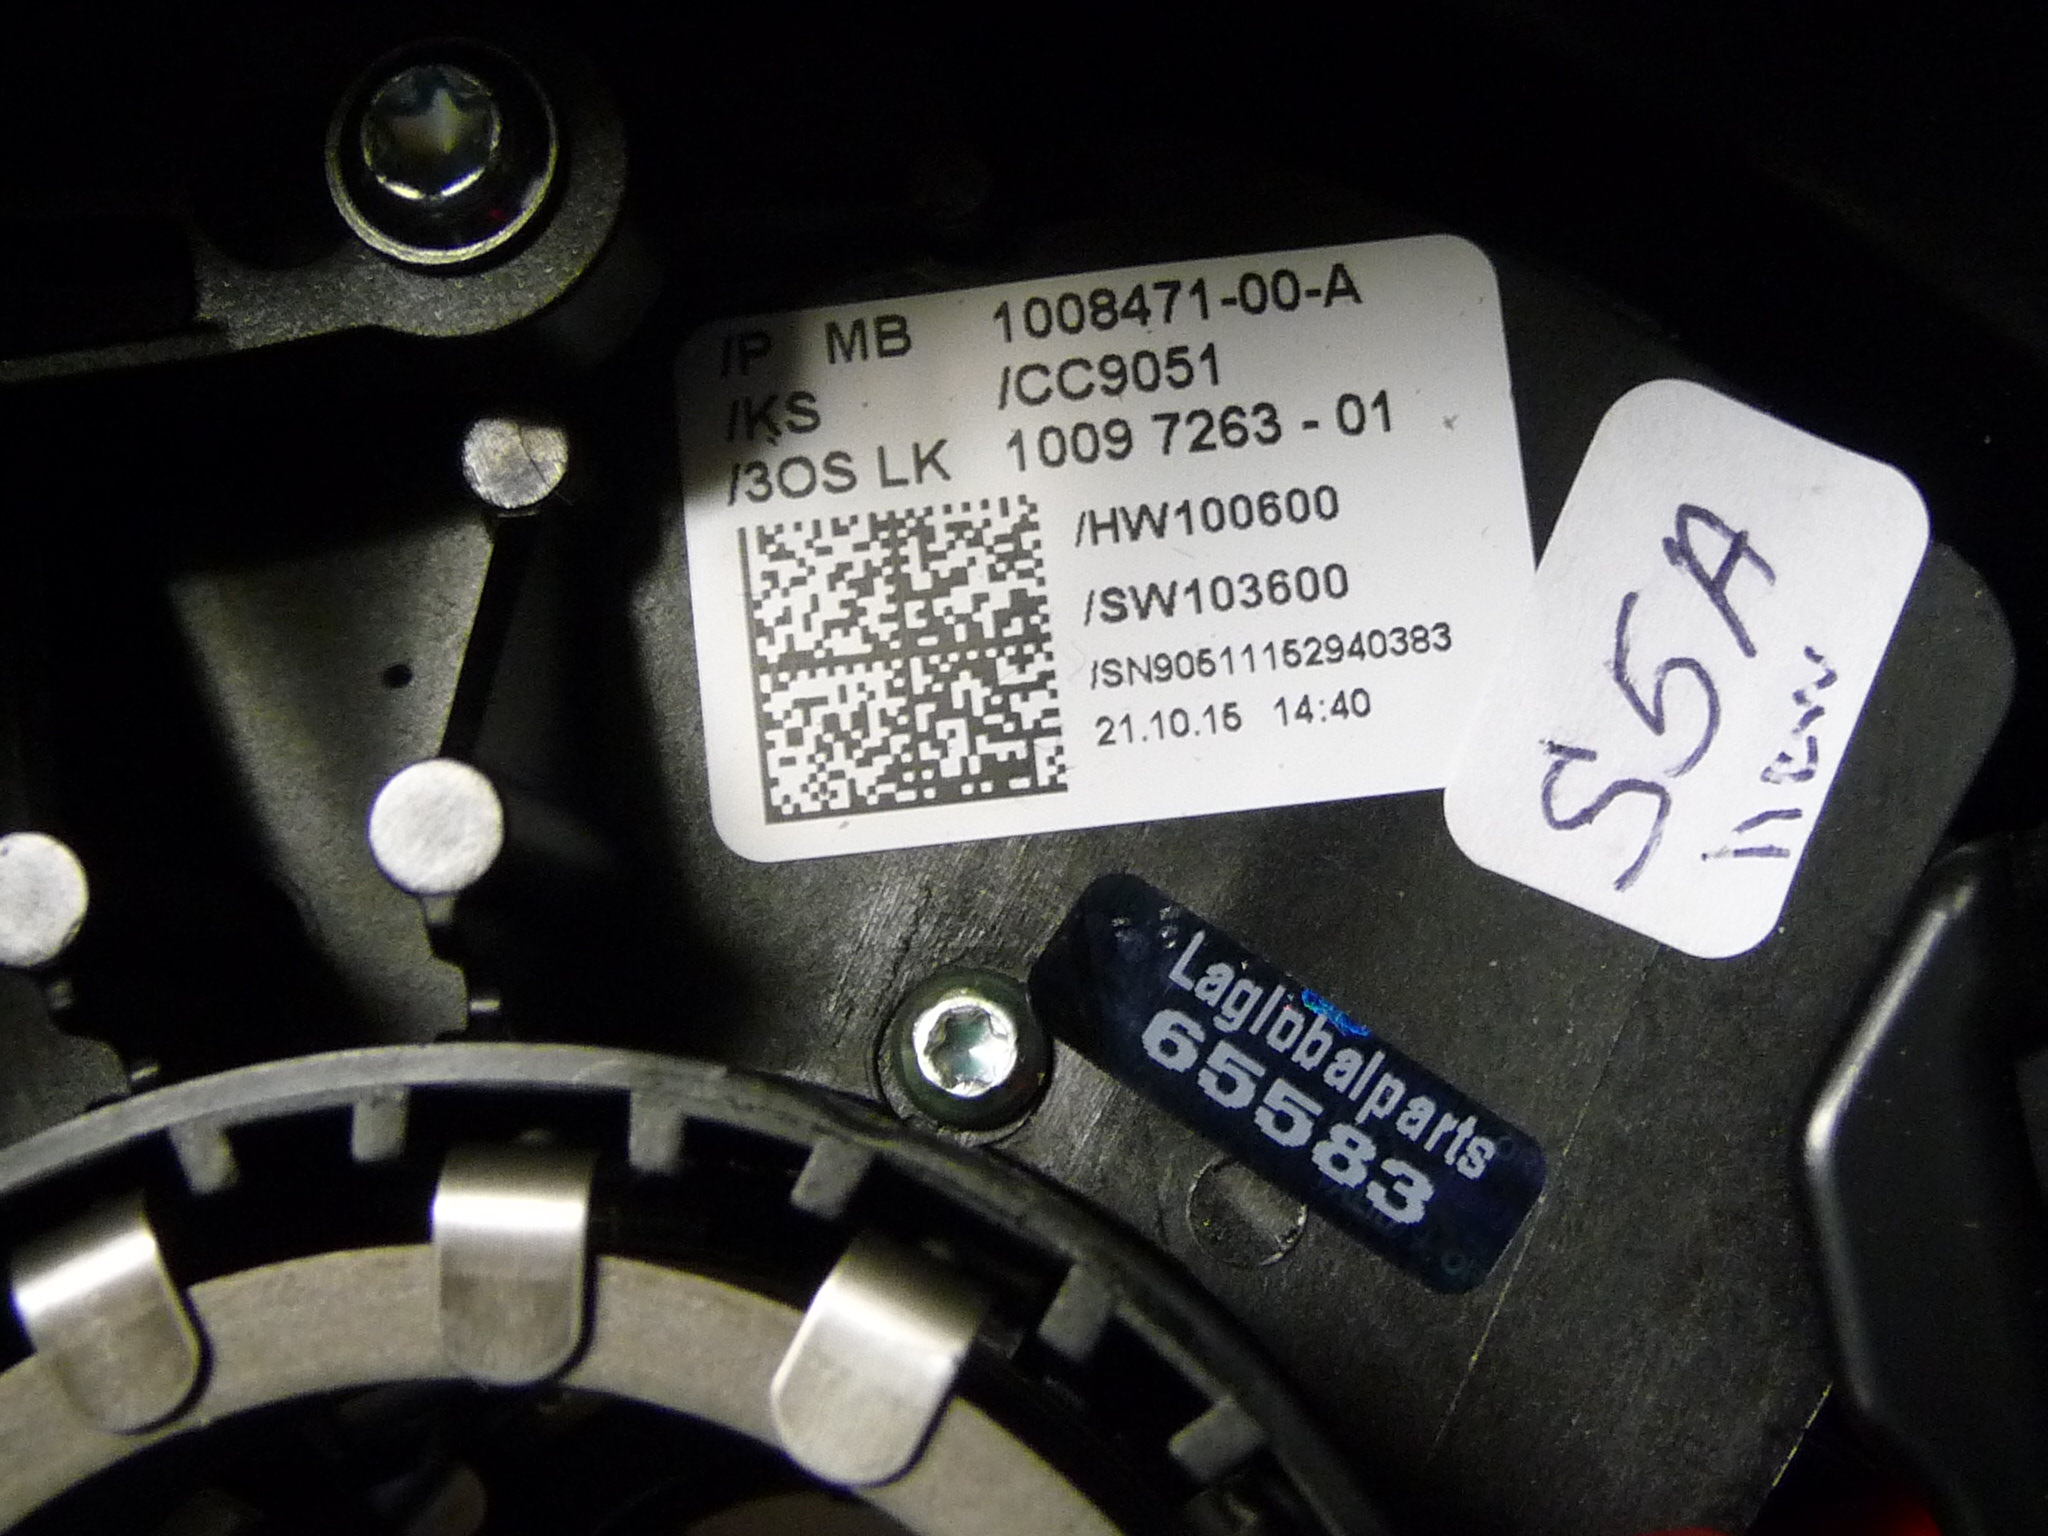 /P MB 1008471-00-A
/KS /CC9051
/3OS LK 1009 7263 - 01
/HW100600
/SW103600
/SN90511152940383
21.10.15 14:40
S5A
Laglobalparts
65583